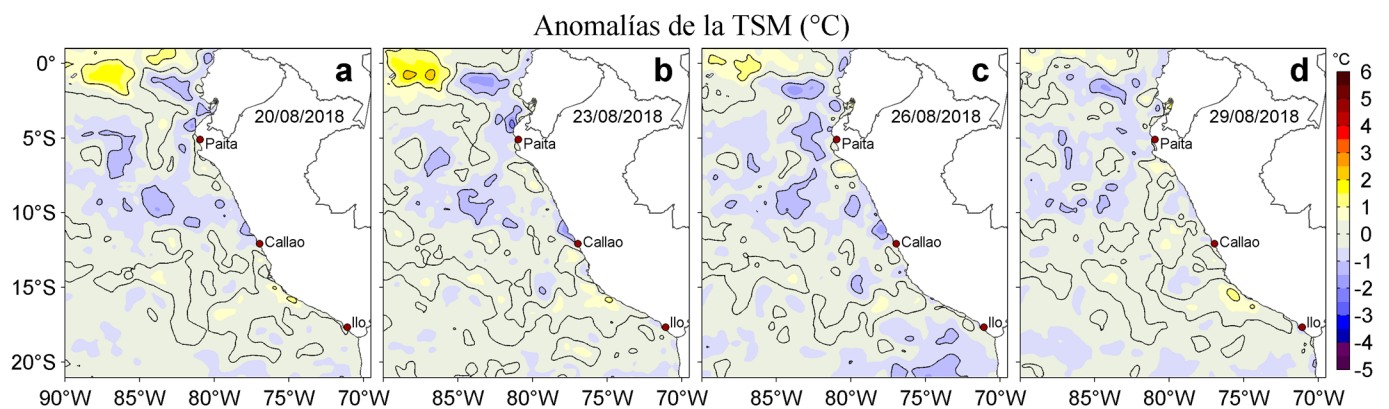 Anomalías de la TSM (°C)
a
20/08/2018
Paita
Callao
Ilo
b
23/08/2018
Paita
Callao
Ilo
c
26/08/2018
Paita
Callao
Ilo
d
29/08/2018
Paita
Callao
Ilo
0°
5°S
10°S
15°S
20°S
90°W 85°W 80°W 75°W 70°W
85°W 80°W 75°W 70°W
85°W 80°W 75°W 70°W
85°W 80°W 75°W 70°W
°C
6
5
4
3
2
1
0
-1
-2
-3
-4
-5